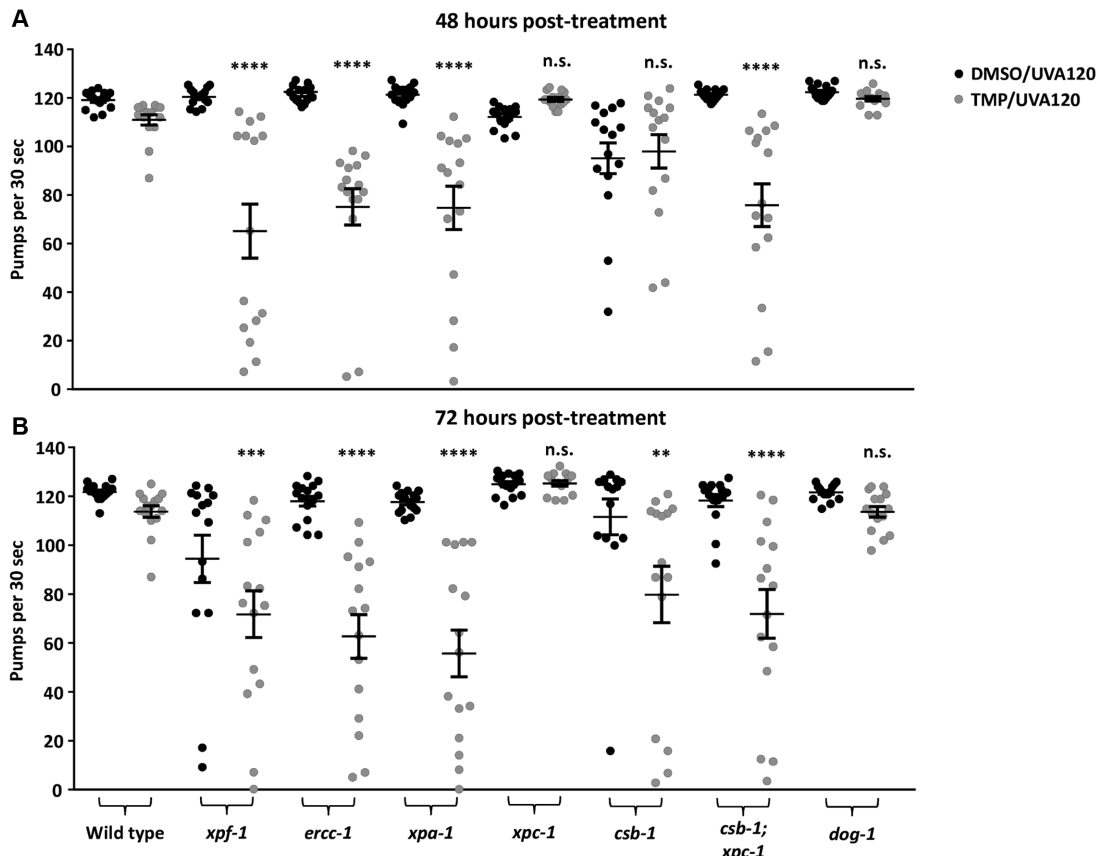 A
48 hours post-treatment
DMSO/UVA120
TMP/UVA120
Pumps per 30 sec
140
120
100
80
60
40
20
0
**** **** **** n.s. n.s. **** n.s.
B
72 hours post-treatment
Pumps per 30 sec
140
120
100
80
60
40
20
0
*** **** **** n.s. ** **** n.s.
Wild type xpf-1 ercc-1 xpa-1 xpc-1 csb-1 csb-1; dog-1
xpc-1